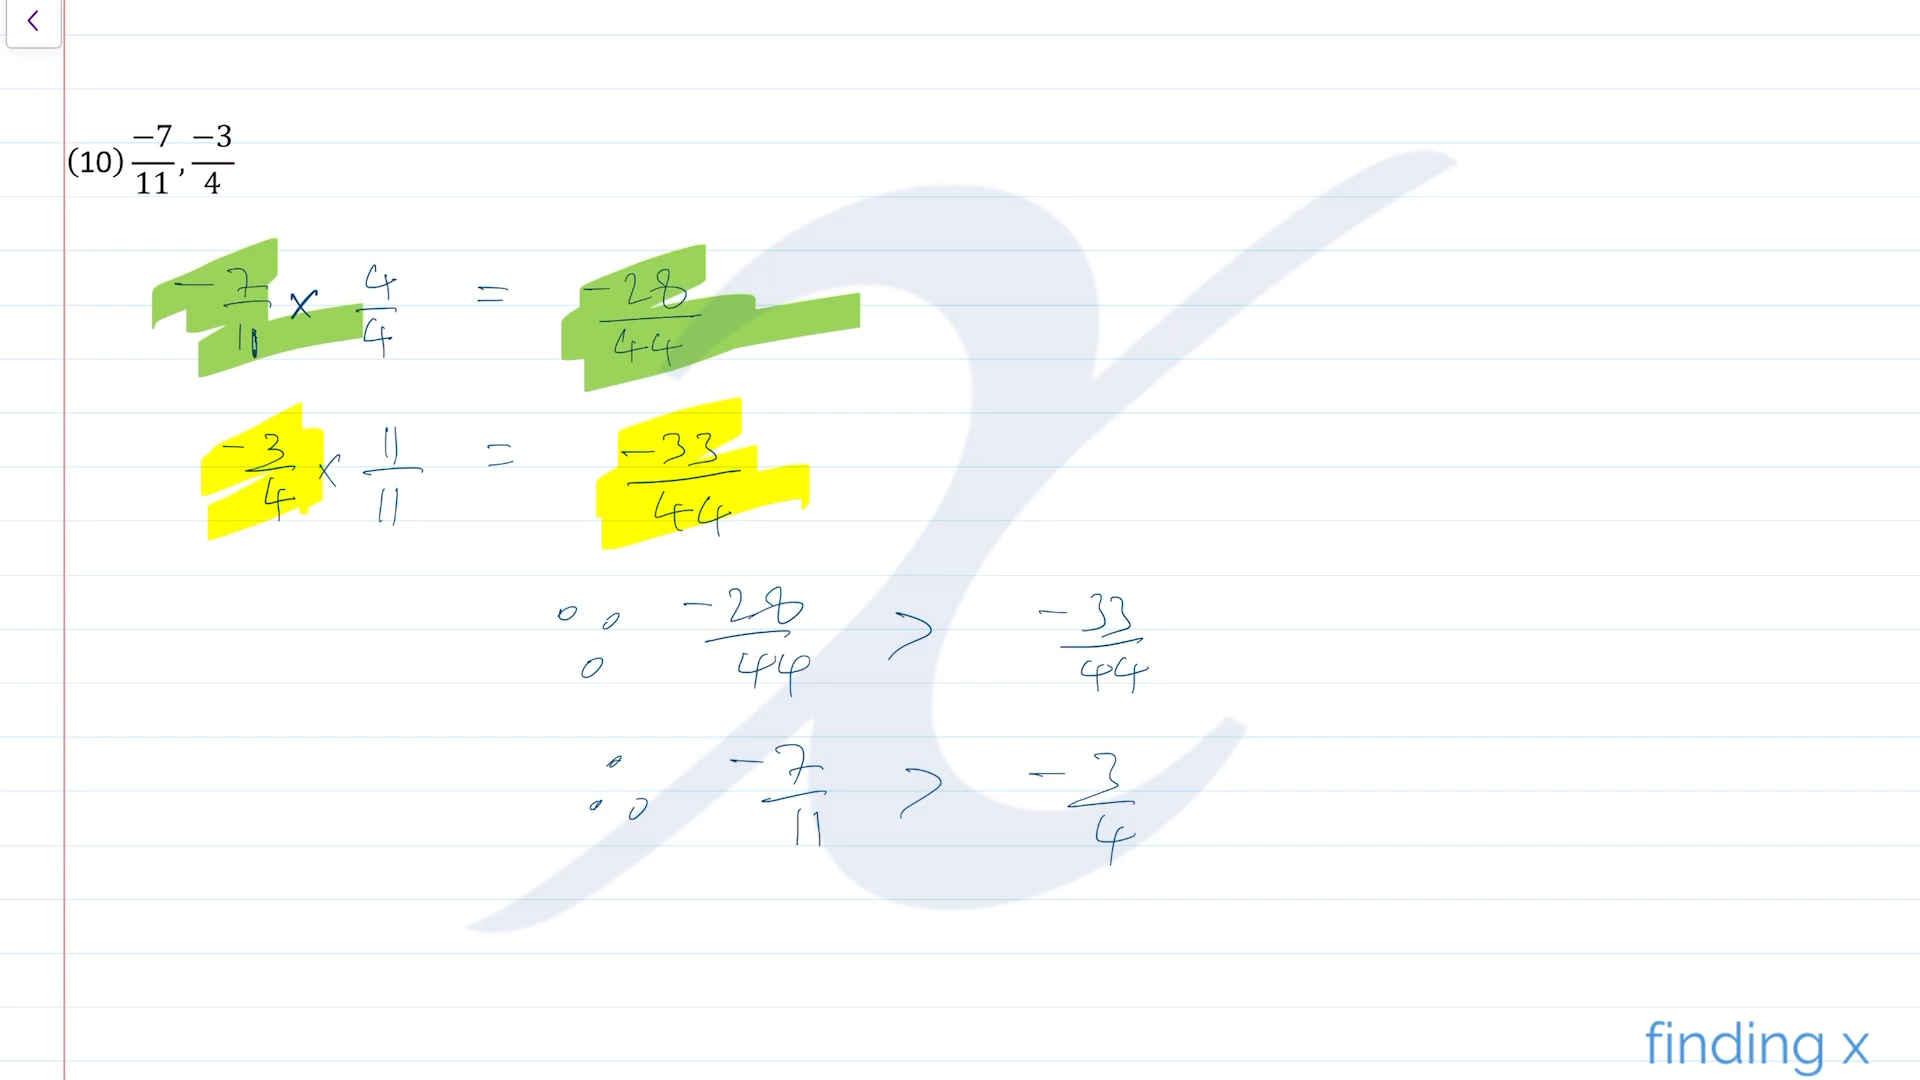 (10) −7/11, −3/4
−7/11 × 4/4 = −28/44
−3/4 × 11/11 = −33/44
∵ −28/44 > −33/44
∴ −7/11 > −3/4
finding x